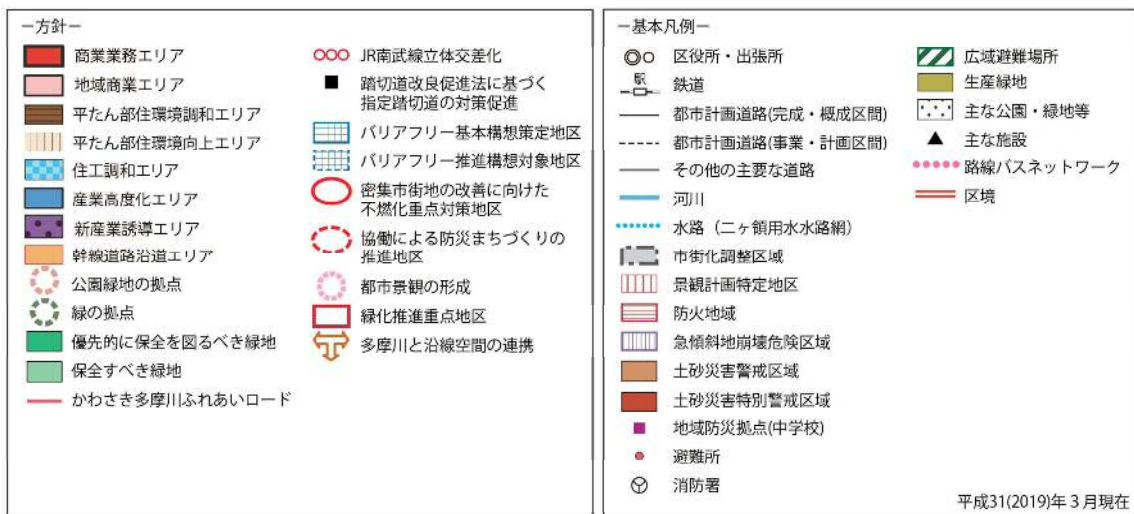 －方針－
商業業務エリア
地域商業エリア
平たん部住環境調和エリア
平たん部住環境向上エリア
住工調和エリア
産業高度化エリア
新産業誘導エリア
幹線道路沿道エリア
公園緑地の拠点
緑の拠点
優先的に保全を図るべき緑地
保全すべき緑地
かわさき多摩川ふれあいロード
JR南武線立体交差化
踏切道改良促進法に基づく
指定踏切道の対策促進
バリアフリー基本構想策定地区
バリアフリー推進構想対象地区
密集市街地の改善に向けた
不燃化重点対策地区
協働による防災まちづくりの
推進地区
都市景観の形成
緑化推進重点地区
多摩川と沿線空間の連携
－基本凡例－
区役所・出張所
駅
鉄道
都市計画道路(完成・概成区間)
都市計画道路(事業・計画区間)
その他の主要な道路
河川
水路（二ヶ領用水水路網）
市街化調整区域
景観計画特定地区
防火地域
急傾斜地崩壊危険区域
土砂災害警戒区域
土砂災害特別警戒区域
地域防災拠点(中学校)
避難所
消防署
広域避難場所
生産緑地
主な公園・緑地等
主な施設
路線バスネットワーク
区境
平成31(2019)年３月現在